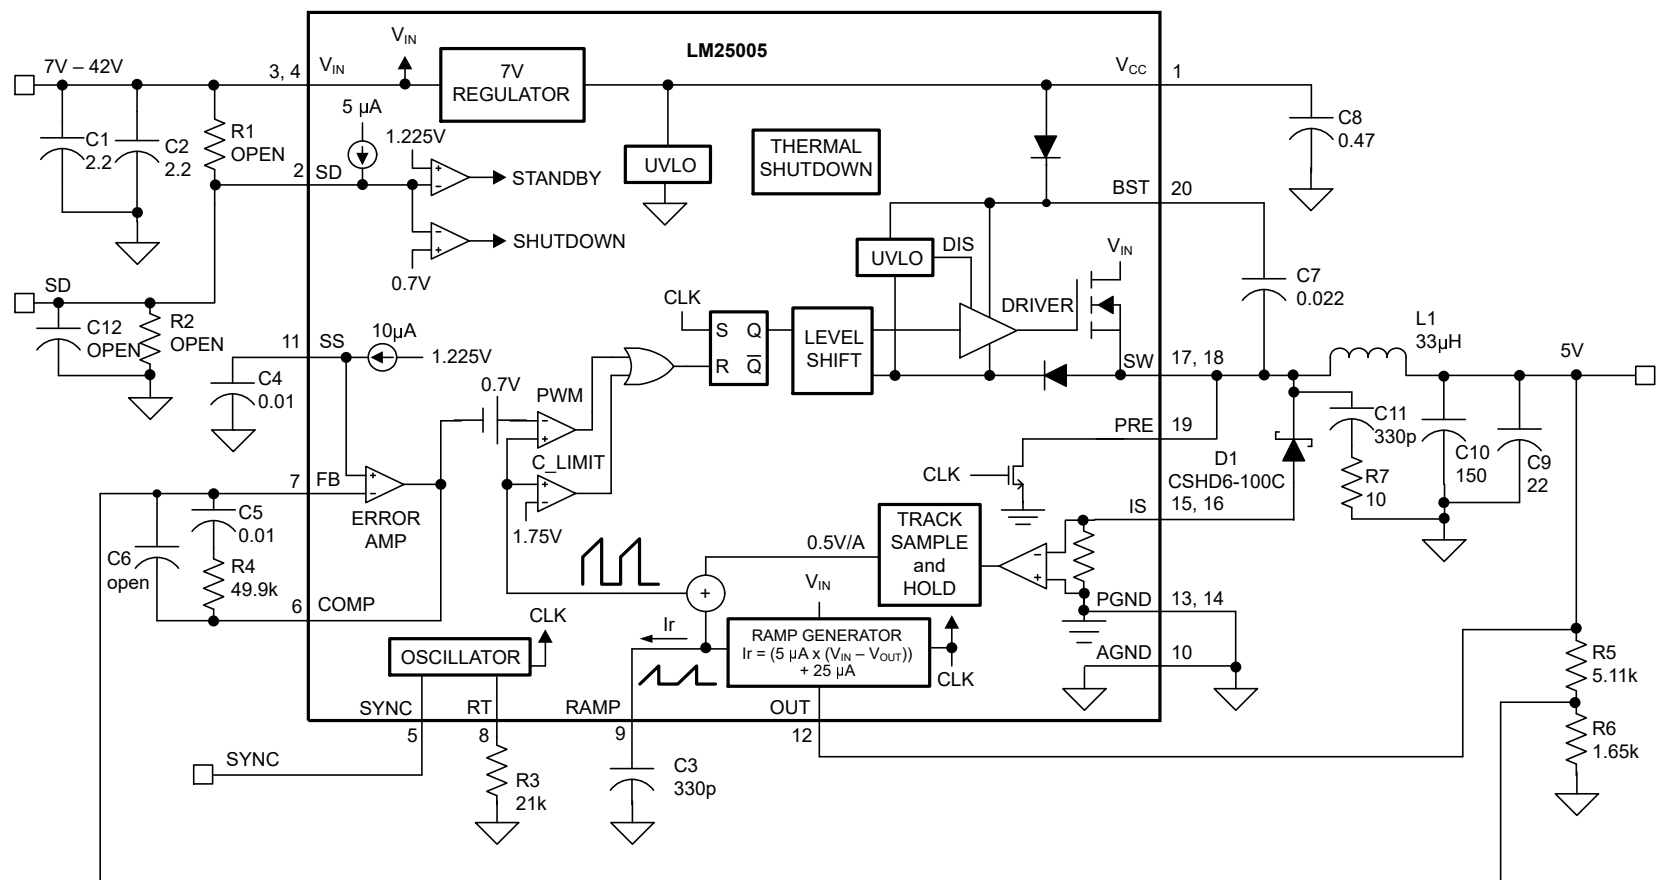 LM25005
7V – 42V
3, 4
V_IN
V_IN
7V
REGULATOR
V_CC
1
C1
2.2
C2
2.2
R1
OPEN
5 µA
1.225V
2
SD
STANDBY
SHUTDOWN
0.7V
UVLO
THERMAL
SHUTDOWN
C8
0.47
BST
20
UVLO
DIS
V_IN
DRIVER
C7
0.022
SD
C12
OPEN
R2
OPEN
11
SS
10µA
1.225V
C4
0.01
CLK
S Q
R Q̅
LEVEL
SHIFT
SW
17, 18
L1
33µH
5V
0.7V
PWM
C_LIMIT
1.75V
PRE
19
CLK
D1
CSHD6-100C
C11
330p
R7
10
C10
150
C9
22
7
FB
ERROR
AMP
C5
0.01
C6
open
R4
49.9k
6
COMP
IS
15, 16
TRACK
SAMPLE
and
HOLD
0.5V/A
V_IN
+
PGND
13, 14
AGND
10
OSCILLATOR
CLK
Ir
RAMP GENERATOR
Ir = (5 µA x (V_IN – V_OUT))
+ 25 µA
CLK
R5
5.11k
R6
1.65k
SYNC
5
RT
8
RAMP
9
OUT
12
SYNC
R3
21k
C3
330p